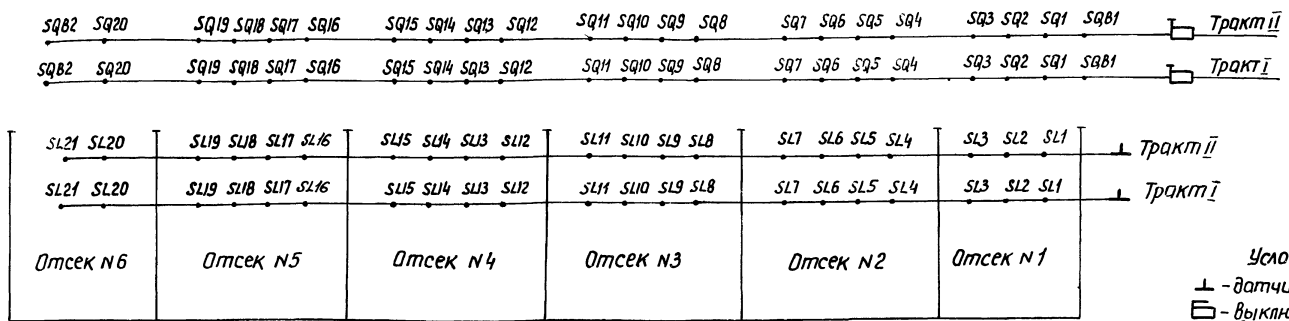 SQB2 SQ20 SQ19 SQ18 SQ17 SQ16 SQ15 SQ14 SQ13 SQ12 SQ11 SQ10 SQ9 SQ8 SQ7 SQ6 SQ5 SQ4 SQ3 SQ2 SQ1 SQB1 Тракт II
SQB2 SQ20 SQ19 SQ18 SQ17 SQ16 SQ15 SQ14 SQ13 SQ12 SQ11 SQ10 SQ9 SQ8 SQ7 SQ6 SQ5 SQ4 SQ3 SQ2 SQ1 SQB1 Тракт I
SL21 SL20 SL19 SL18 SL17 SL16 SL15 SL14 SL13 SL12 SL11 SL10 SL9 SL8 SL7 SL6 SL5 SL4 SL3 SL2 SL1 Тракт II
SL21 SL20 SL19 SL18 SL17 SL16 SL15 SL14 SL13 SL12 SL11 SL10 SL9 SL8 SL7 SL6 SL5 SL4 SL3 SL2 SL1 Тракт I
Отсек N6 Отсек N5 Отсек N4 Отсек N3 Отсек N2 Отсек N1
Усло
- датчи
- выклн